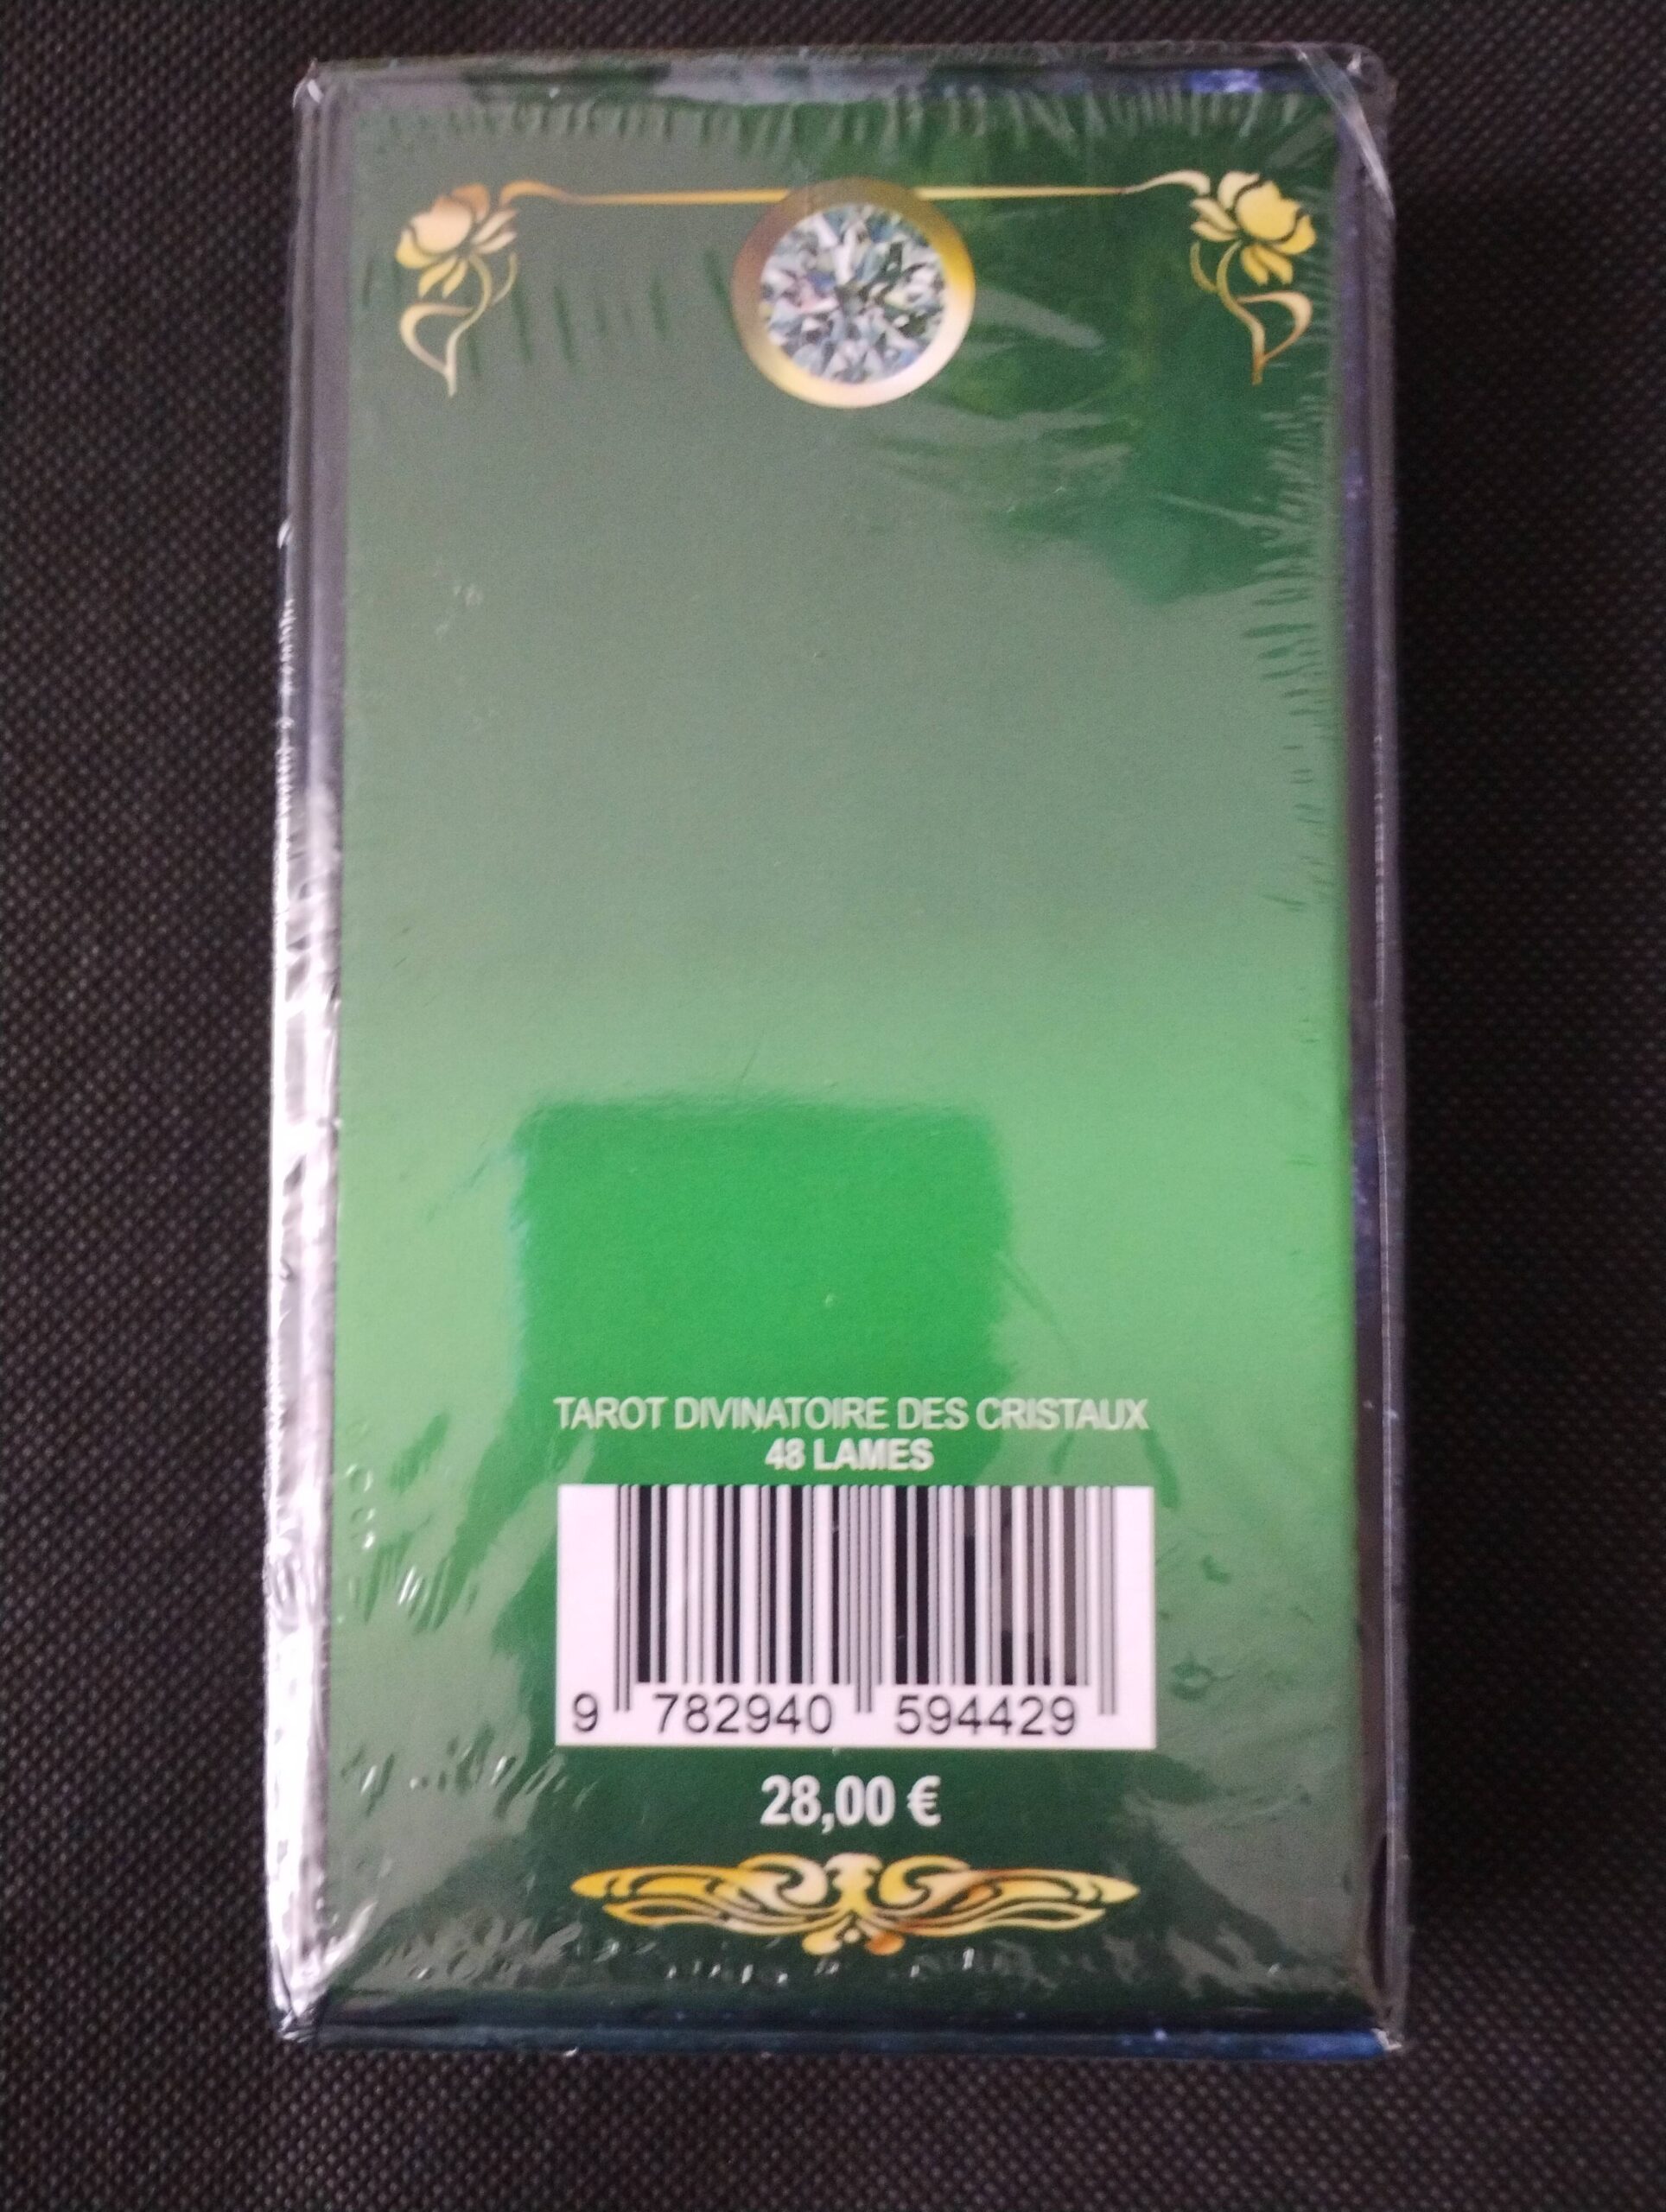 TAROT DIVINATOIRE DES CRISTAUX
48 LAMES
9 782940 594429
28,00 €